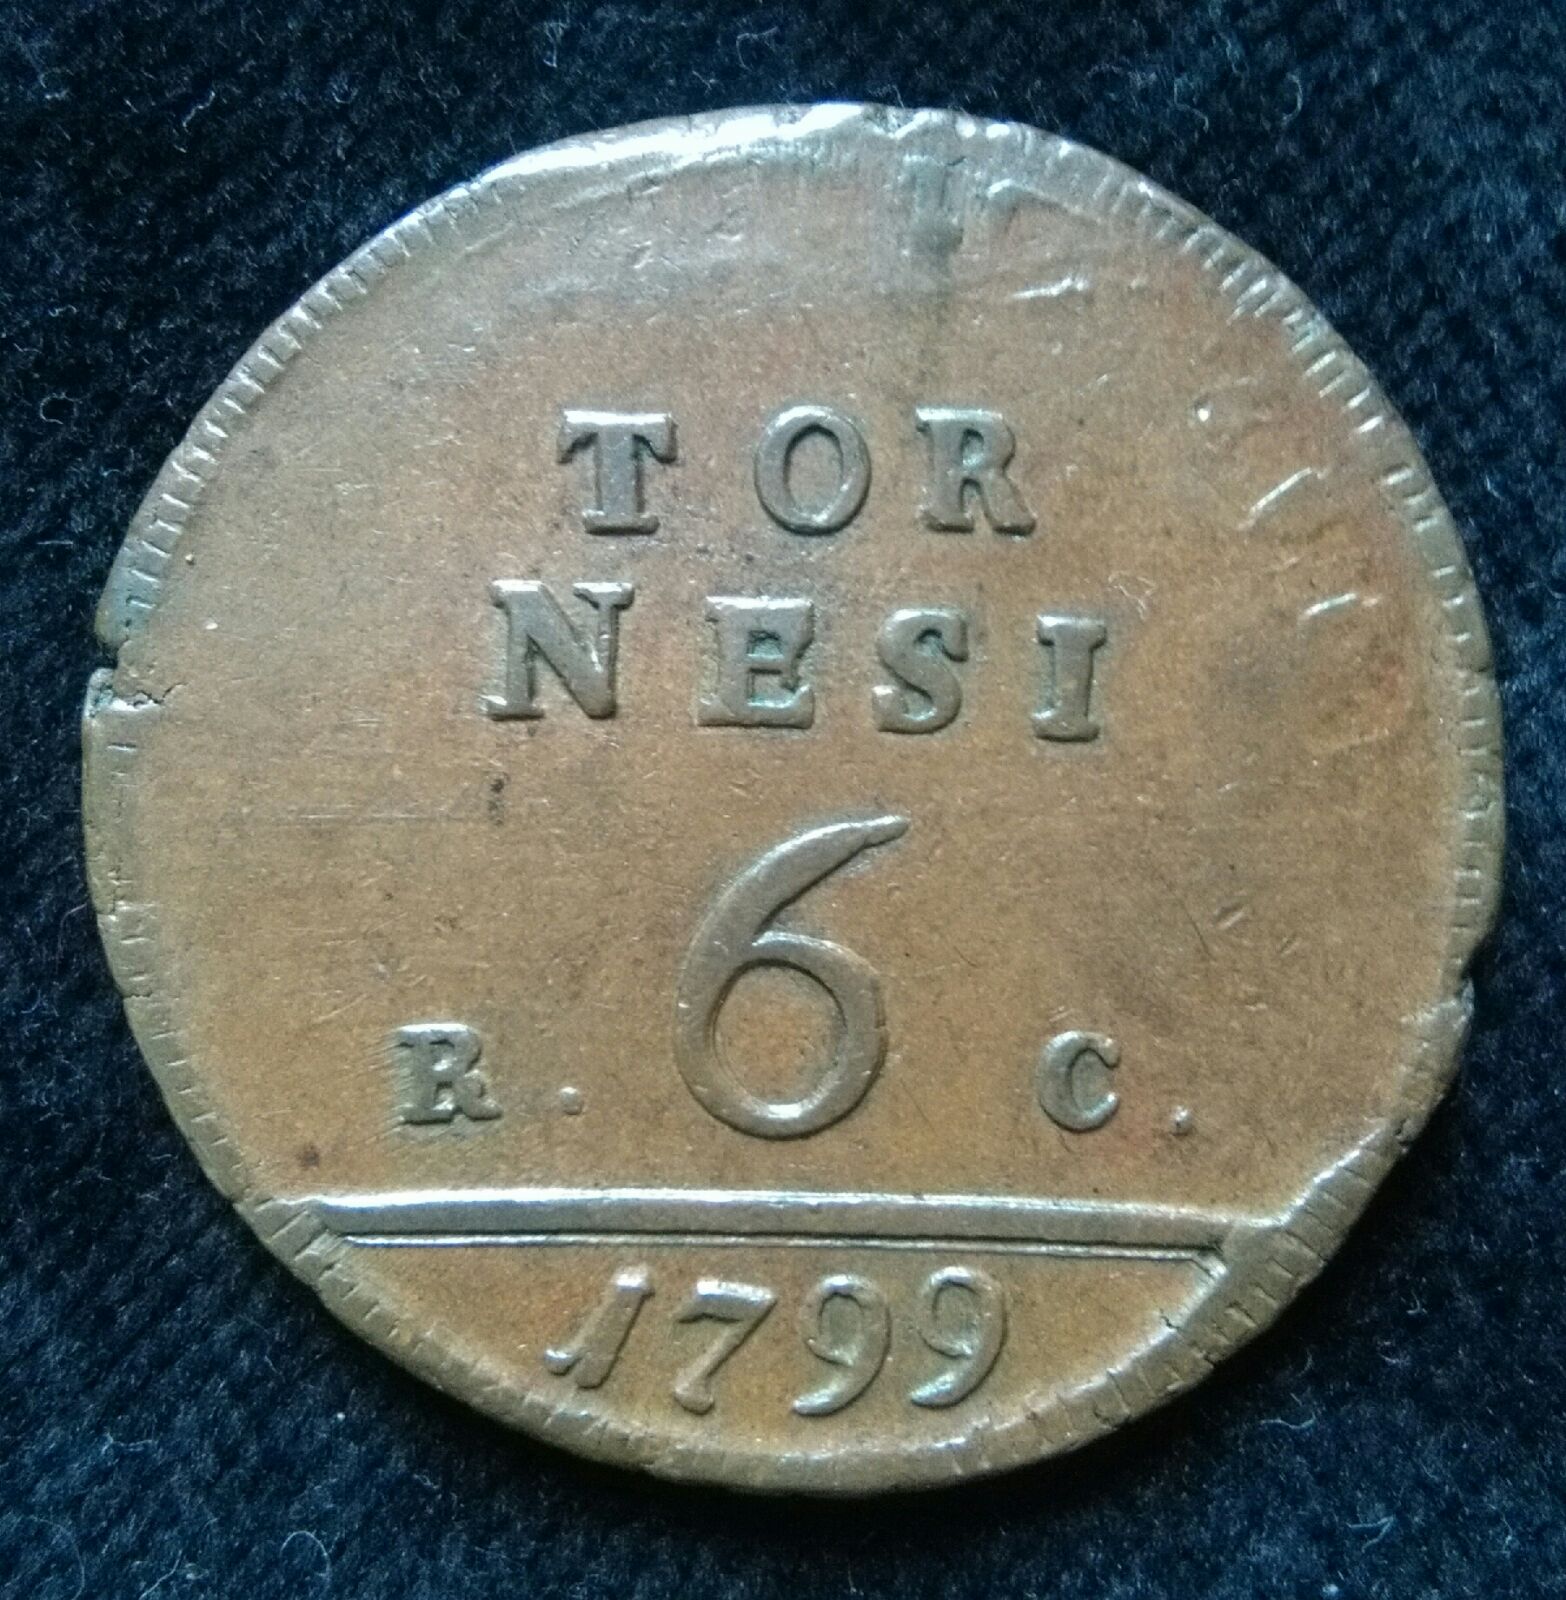 TOR
NESI
6
R. C.
1799